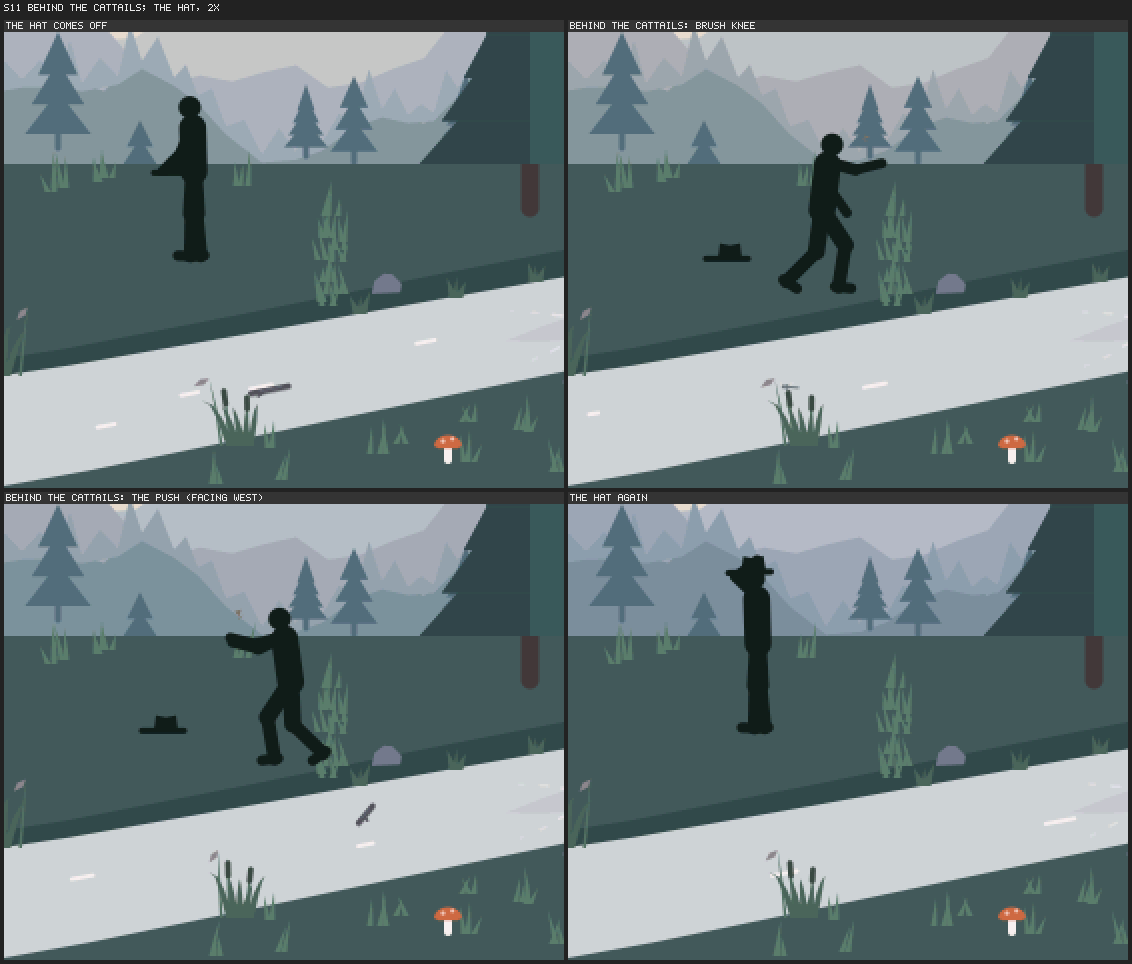 S11 BEHIND THE CATTAILS; THE HAT, 2X
THE HAT COMES OFF
BEHIND THE CATTAILS: BRUSH KNEE
BEHIND THE CATTAILS: THE PUSH (FACING WEST)
THE HAT AGAIN